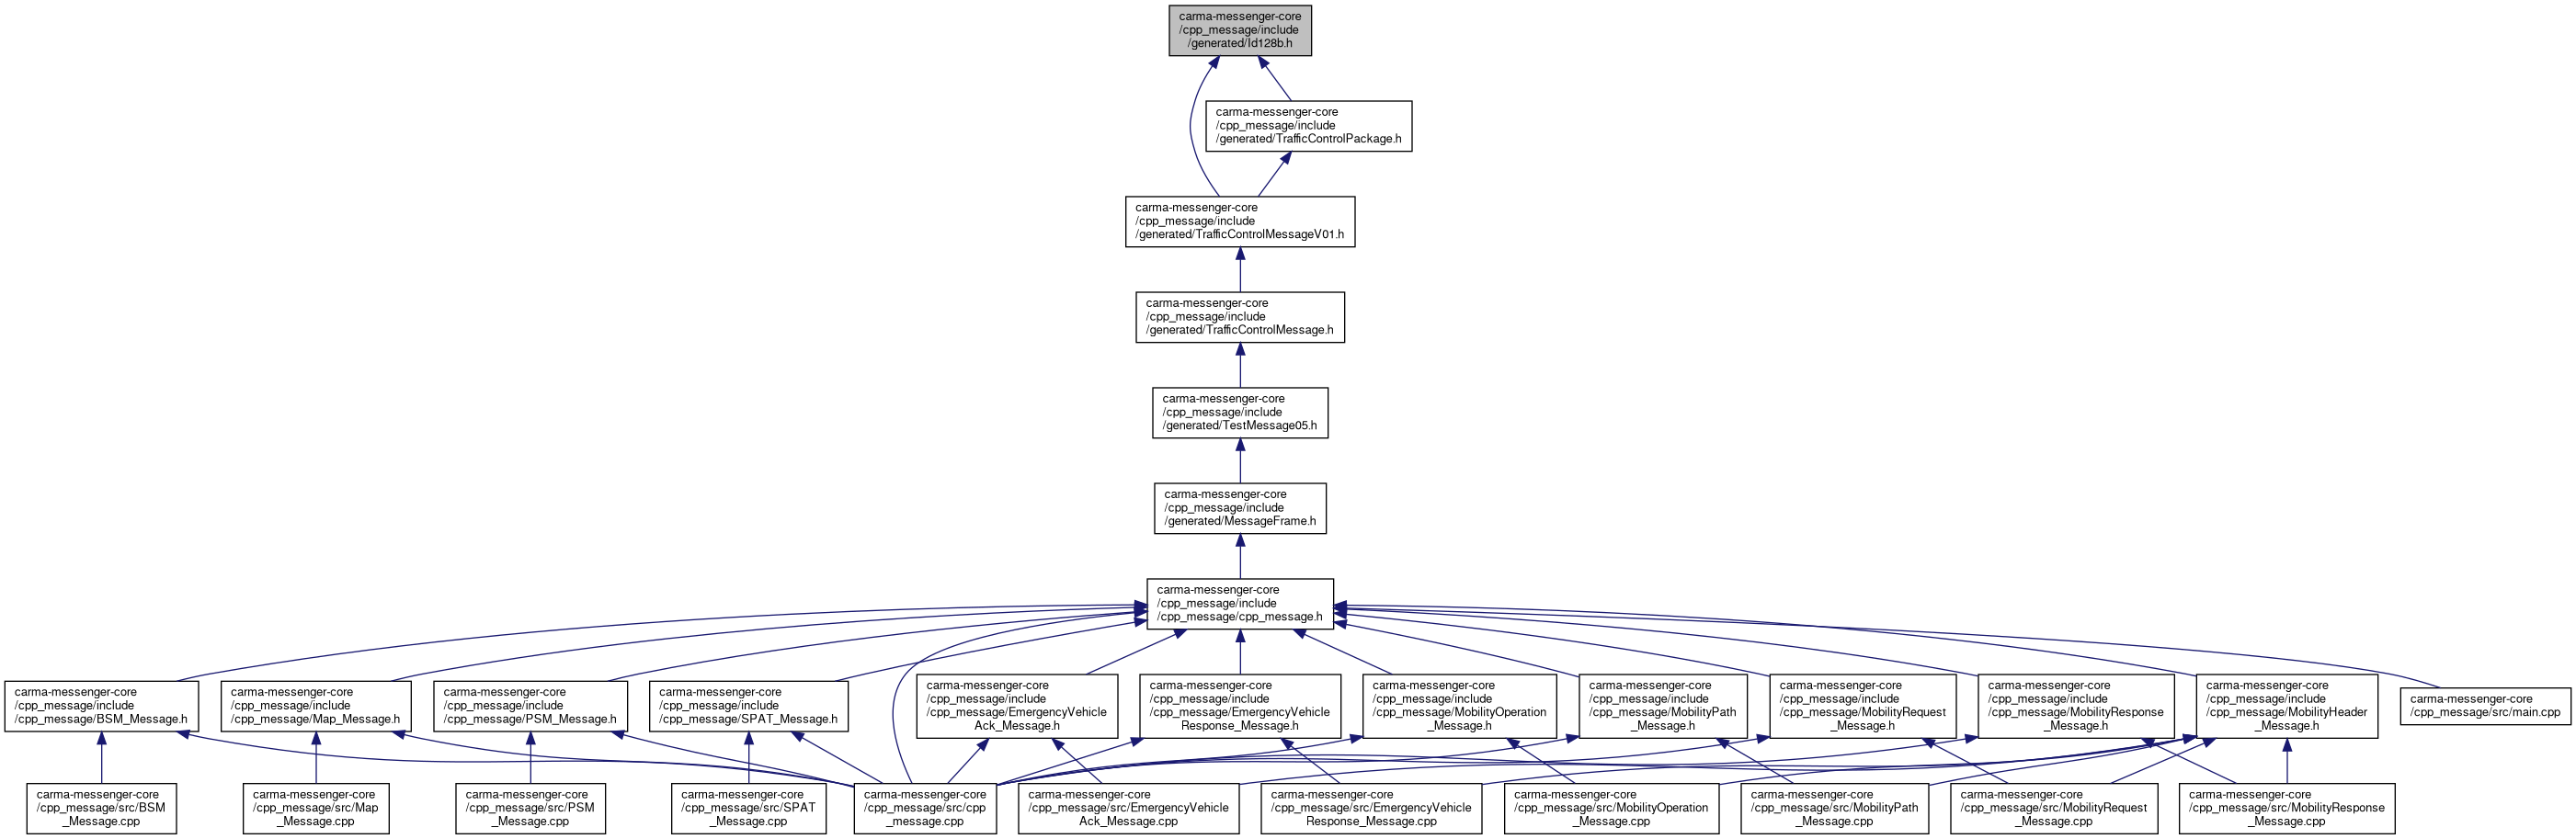 carma-messenger-core
/cpp_message/include
/generated/Id128b.h
carma-messenger-core
/cpp_message/include
/generated/TrafficControlPackage.h
carma-messenger-core
/cpp_message/include
/generated/TrafficControlMessageV01.h
carma-messenger-core
/cpp_message/include
/generated/TrafficControlMessage.h
carma-messenger-core
/cpp_message/include
/generated/TestMessage05.h
carma-messenger-core
/cpp_message/include
/generated/MessageFrame.h
carma-messenger-core
/cpp_message/include
/cpp_message/cpp_message.h
carma-messenger-core
/cpp_message/include
/cpp_message/BSM_Message.h
carma-messenger-core
/cpp_message/include
/cpp_message/Map_Message.h
carma-messenger-core
/cpp_message/include
/cpp_message/PSM_Message.h
carma-messenger-core
/cpp_message/include
/cpp_message/SPAT_Message.h
carma-messenger-core
/cpp_message/include
/cpp_message/EmergencyVehicle
Ack_Message.h
carma-messenger-core
/cpp_message/include
/cpp_message/EmergencyVehicle
Response_Message.h
carma-messenger-core
/cpp_message/include
/cpp_message/MobilityOperation
_Message.h
carma-messenger-core
/cpp_message/include
/cpp_message/MobilityPath
_Message.h
carma-messenger-core
/cpp_message/include
/cpp_message/MobilityRequest
_Message.h
carma-messenger-core
/cpp_message/include
/cpp_message/MobilityResponse
_Message.h
carma-messenger-core
/cpp_message/include
/cpp_message/MobilityHeader
_Message.h
carma-messenger-core
/cpp_message/src/main.cpp
carma-messenger-core
/cpp_message/src/BSM
_Message.cpp
carma-messenger-core
/cpp_message/src/Map
_Message.cpp
carma-messenger-core
/cpp_message/src/PSM
_Message.cpp
carma-messenger-core
/cpp_message/src/SPAT
_Message.cpp
carma-messenger-core
/cpp_message/src/cpp
_message.cpp
carma-messenger-core
/cpp_message/src/EmergencyVehicle
Ack_Message.cpp
carma-messenger-core
/cpp_message/src/EmergencyVehicle
Response_Message.cpp
carma-messenger-core
/cpp_message/src/MobilityOperation
_Message.cpp
carma-messenger-core
/cpp_message/src/MobilityPath
_Message.cpp
carma-messenger-core
/cpp_message/src/MobilityRequest
_Message.cpp
carma-messenger-core
/cpp_message/src/MobilityResponse
_Message.cpp